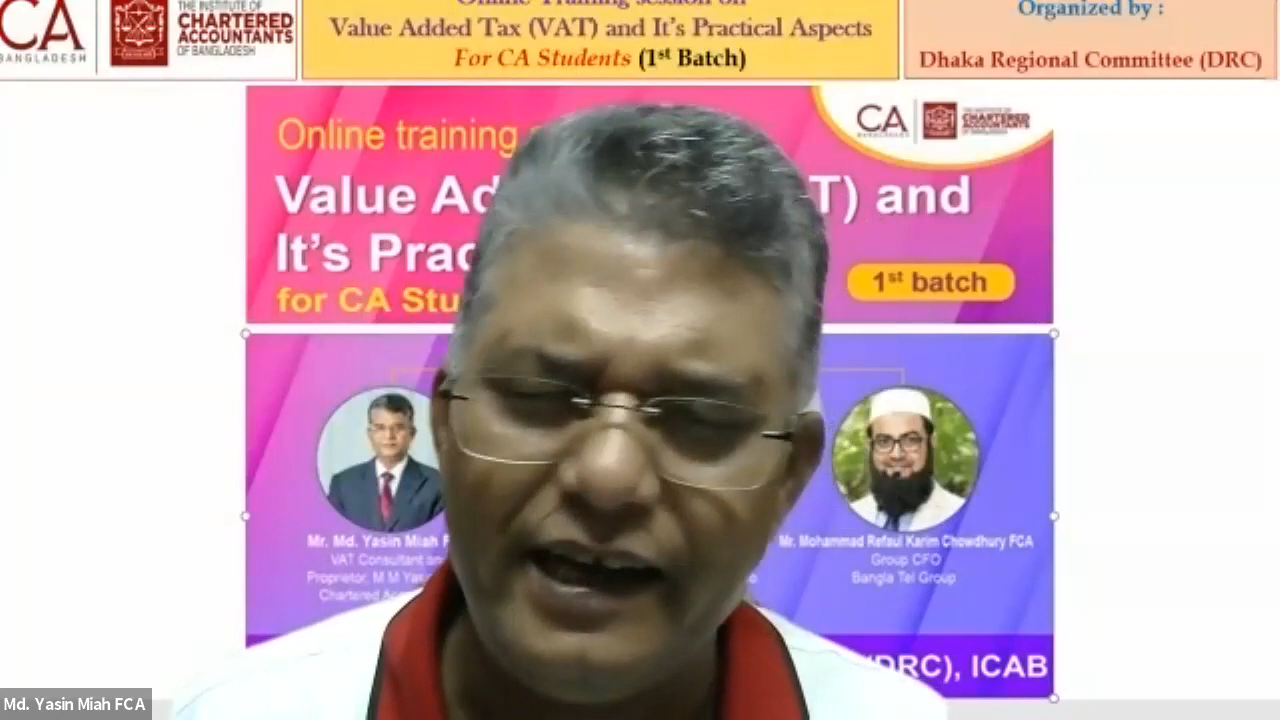 CA
BANGLADESH
THE INSTITUTE OF
CHARTERED
ACCOUNTANTS
OF BANGLADESH
Online Training session on
Value Added Tax (VAT) and It's Practical Aspects
For CA Students (1st Batch)
Organized by :
Dhaka Regional Committee (DRC)
Online training
Value Ad
T) and
It's Prac
for CA Stu
1st batch
CA
BANGLADESH
THE INSTITUTE OF
CHARTERED
ACCOUNTANTS
OF BANGLADESH
Mr. Md. Yasin Miah F
VAT Consultant an
Proprietor, M M Yas
Chartered Acc
Mr. Mohammad Refaul Karim Chowdhury FCA
Group CFO
Bangla Tel Group
(DRC), ICAB
Md. Yasin Miah FCA